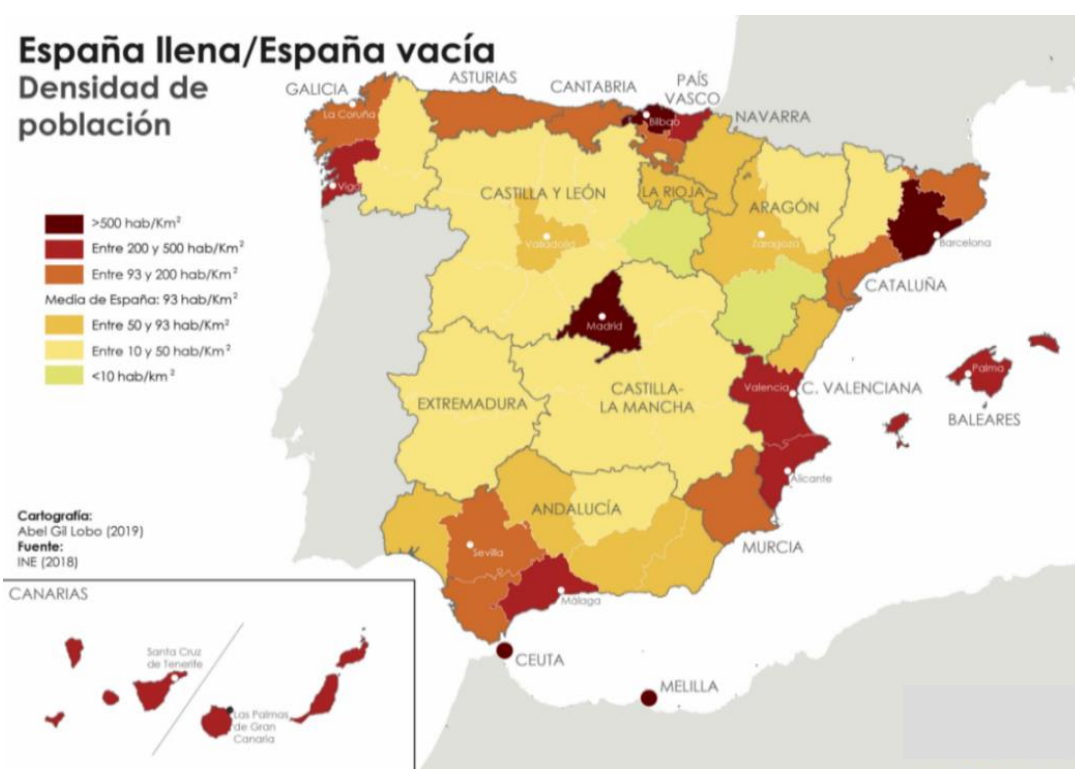 España llena/España vacía
Densidad de
población
>500 hab/Km²
Entre 200 y 500 hab/Km²
Entre 93 y 200 hab/Km²
Media de España: 93 hab/Km²
Entre 50 y 93 hab/Km²
Entre 10 y 50 hab/Km²
<10 hab/km²
GALICIA
ASTURIAS
CANTABRIA
PAÍS
VASCO
NAVARRA
La Coruña
Bilbao
Vigo
CASTILLA Y LEÓN
LA RIOJA
ARAGÓN
Valladolid
Zaragoza
Barcelona
CATALUÑA
Madrid
EXTREMADURA
CASTILLA-
LA MANCHA
Valencia
C. VALENCIANA
Palma
BALEARES
Alicante
ANDALUCÍA
MURCIA
Sevilla
Málaga
CEUTA
MELILLA
Cartografía:
Abel Gil Lobo (2019)
Fuente:
INE (2018)
CANARIAS
Santa Cruz
de Tenerife
Las Palmas
de Gran
Canaria